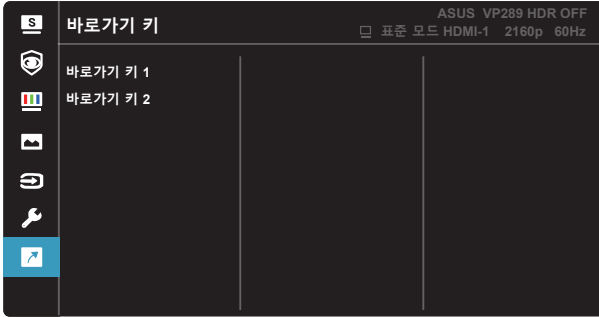 S
바로가기 키
ASUS VP289 HDR OFF
표준 모드 HDMI-1 2160p 60Hz
바로가기 키 1
바로가기 키 2